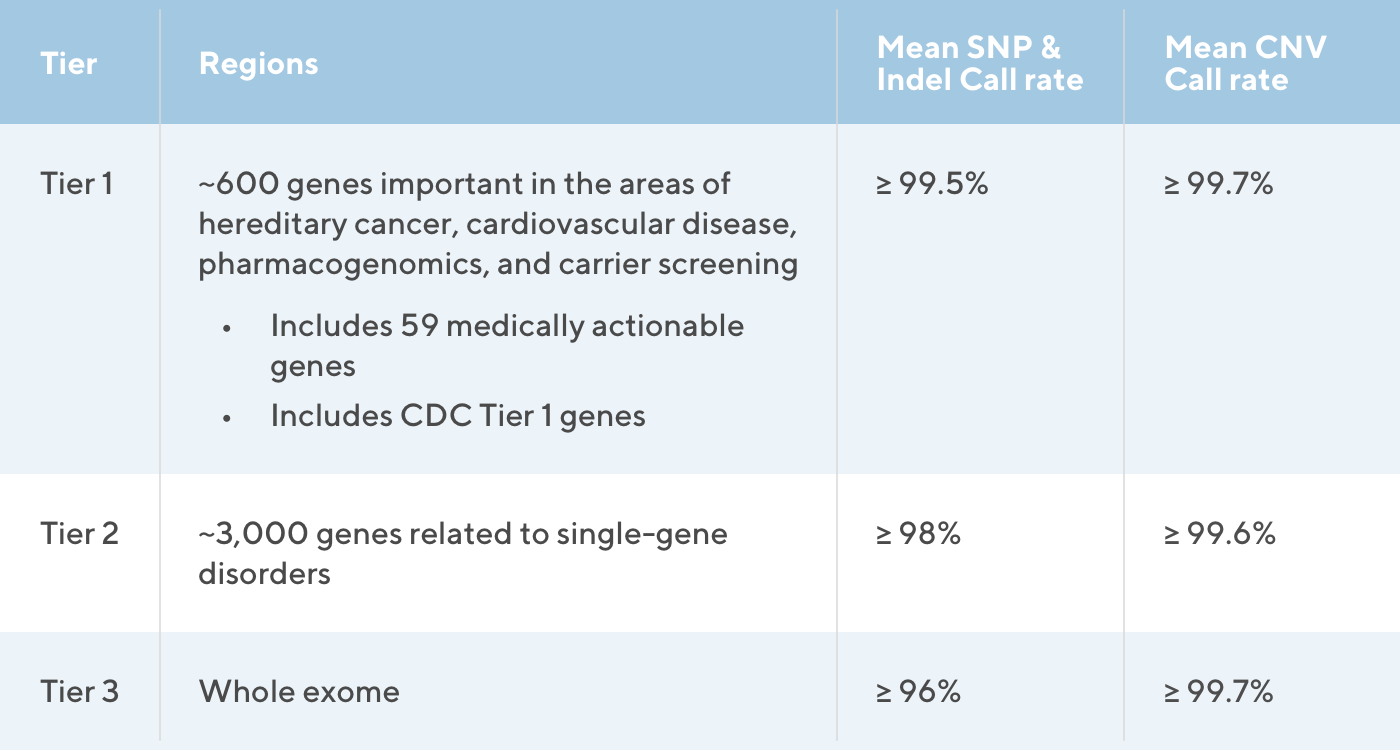 Tier
Regions
Mean SNP &
Indel Call rate
Mean CNV
Call rate
Tier 1
~600 genes important in the areas of
hereditary cancer, cardiovascular disease,
pharmacogenomics, and carrier screening
• Includes 59 medically actionable
genes
• Includes CDC Tier 1 genes
≥ 99.5%
≥ 99.7%
Tier 2
~3,000 genes related to single-gene
disorders
≥ 98%
≥ 99.6%
Tier 3
Whole exome
≥ 96%
≥ 99.7%